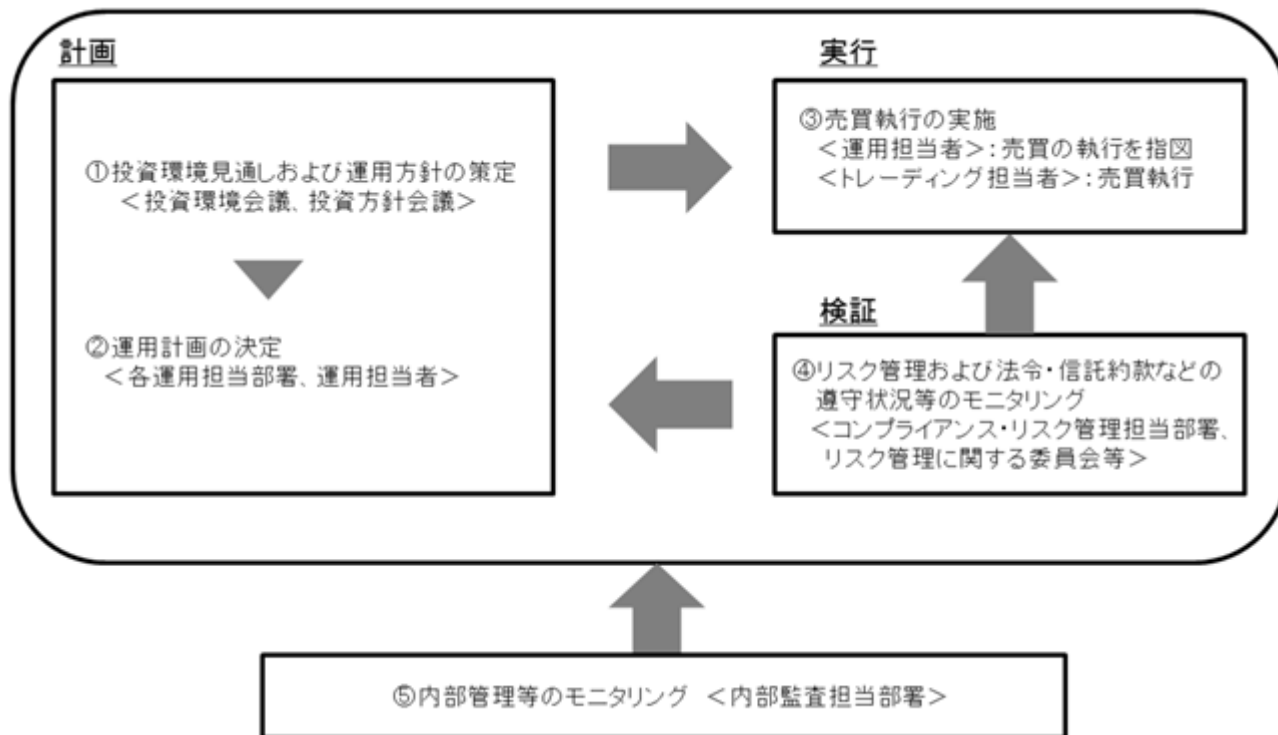 計画
①投資環境見通しおよび運用方針の策定
＜投資環境会議、投資方針会議＞
②運用計画の決定
＜各運用担当部署、運用担当者＞
実行
③売買執行の実施
＜運用担当者＞：売買の執行を指図
＜トレーディング担当者＞：売買執行
検証
④リスク管理および法令・信託約款などの
遵守状況等のモニタリング
＜コンプライアンス・リスク管理担当部署、
リスク管理に関する委員会等＞
⑤内部管理等のモニタリング ＜内部監査担当部署＞